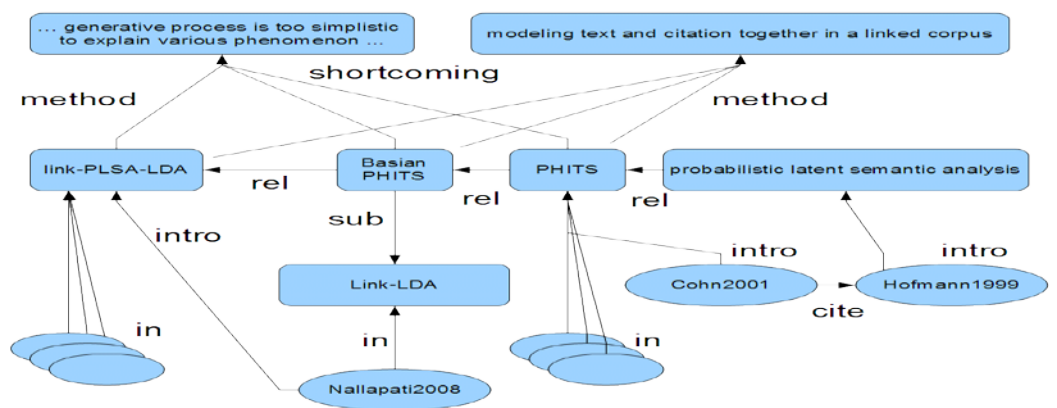 ... generative process is too simplistic
to explain various phenomenon ...
modeling text and citation together in a linked corpus
shortcoming
method
method
link-PLSA-LDA
Basian
PHITS
PHITS
probabilistic latent semantic analysis
rel
rel
rel
sub
intro
intro
intro
Link-LDA
Cohn2001
Hofmann1999
cite
in
in
in
Nallapati2008